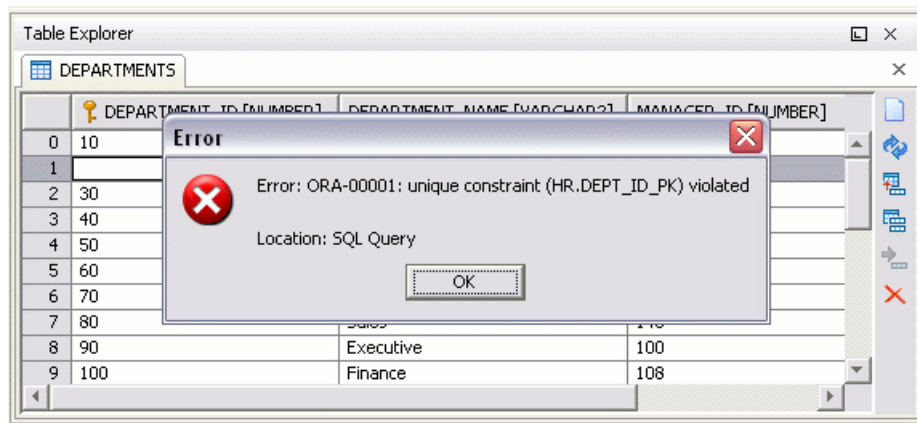 Table Explorer
DEPARTMENTS
DEPARTMENT_ID [NUMBER] DEPARTMENT_NAME [VARCHAR2] MANAGER_ID [NUMBER]
0 10
Error
1
Error: ORA-00001: unique constraint (HR.DEPT_ID_PK) violated
2 30
3 40
Location: SQL Query
4 50
5 60
OK
6 70
7 80 Sales
8 90 Executive 100
9 100 Finance 108